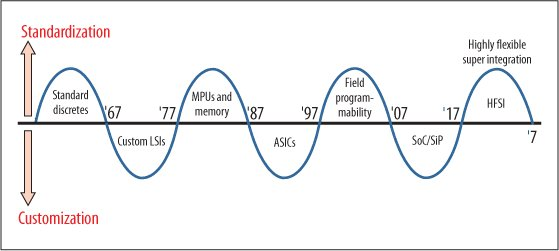 Standardization
Highly flexible
super integration
Standard
discretes
'67
Custom LSIs
'77
MPUs and
memory
'87
ASICs
'97
Field
program-
mability
'07
SoC/SiP
'17
HFSI
'7
Customization